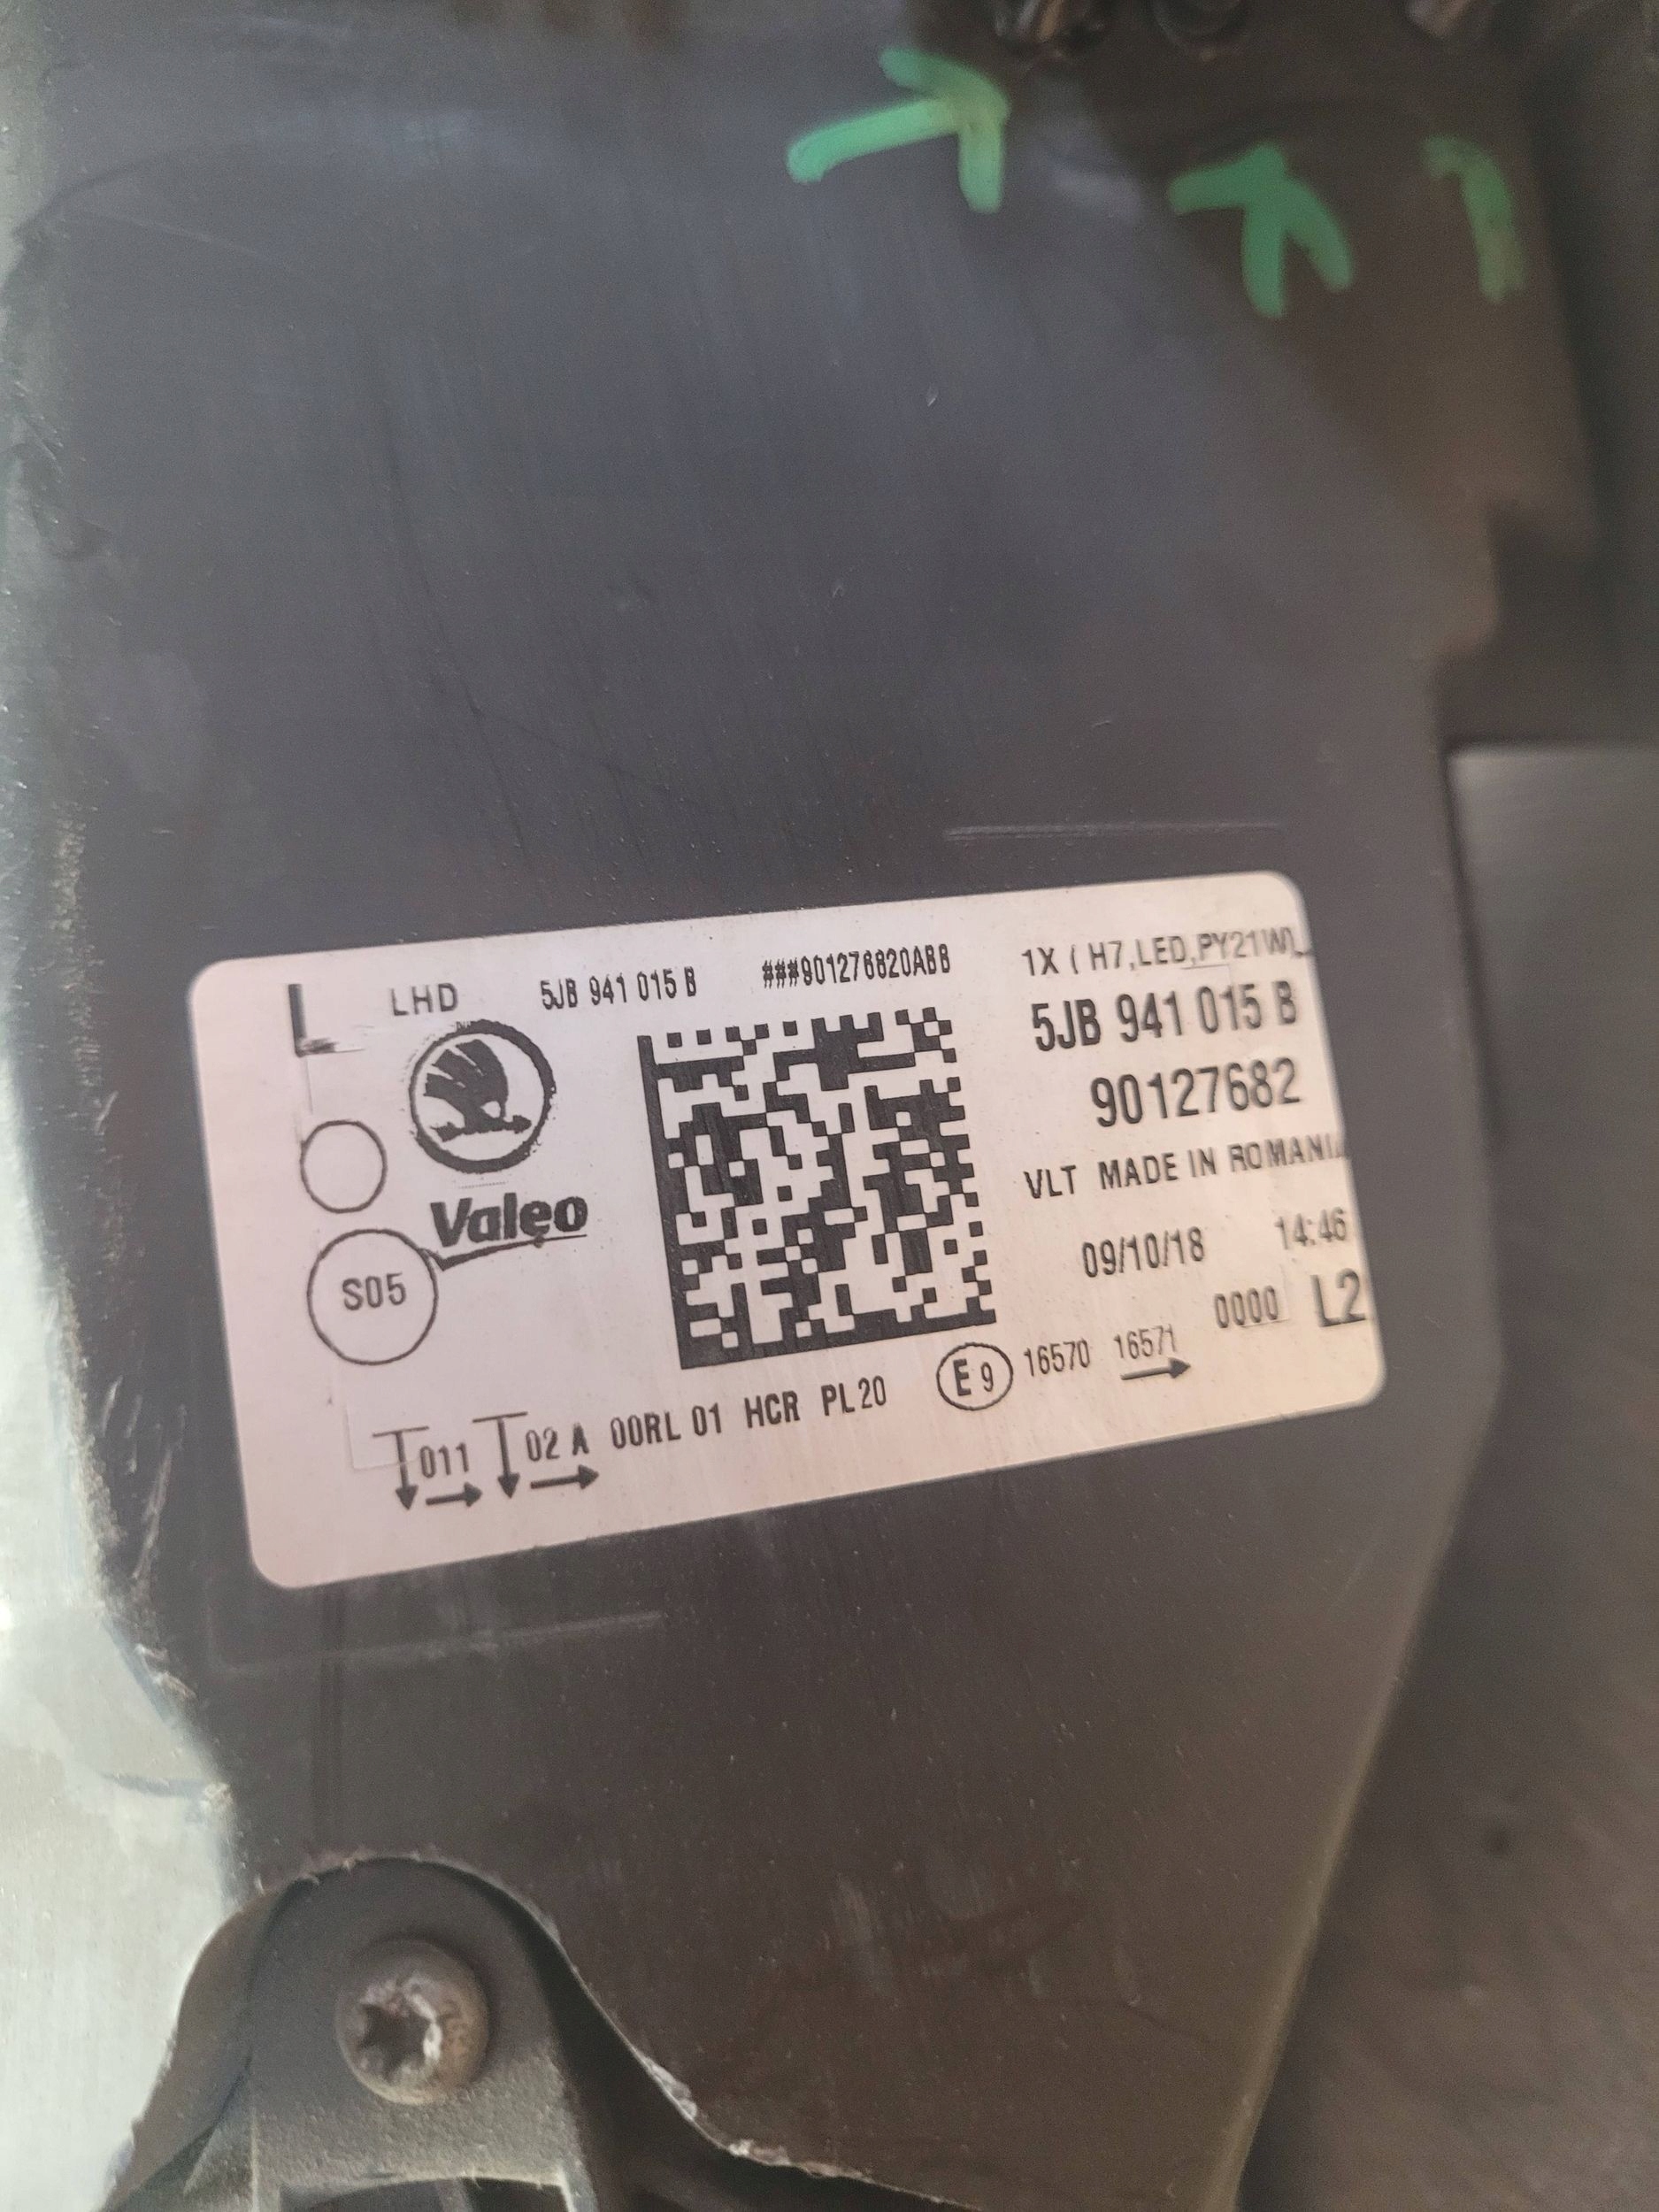 L LHD 5JB 941 015 B ###901276820ABB 1X ( H7,LED,PY21W)
5JB 941 015 B
90127682
Valeo
VLT MADE IN ROMANIA
S05
09/10/18 14:46
0000 L2
011 02 A 00RL 01 HCR PL20 E9 16570 16571